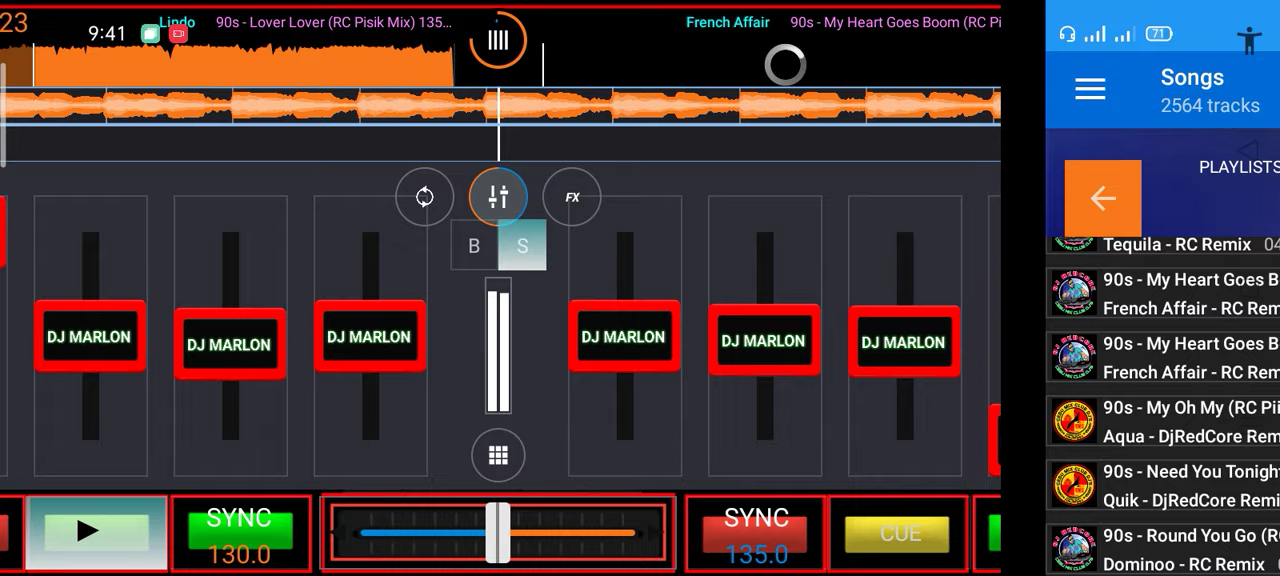 23
9:41
Lindo
90s - Lover Lover (RC Pisik Mix) 135...
French Affair
90s - My Heart Goes Boom (RC Pi
71
Songs
2564 tracks
PLAYLISTS
FX
B
S
DJ MARLON
DJ MARLON
DJ MARLON
DJ MARLON
DJ MARLON
DJ MARLON
SYNC
130.0
SYNC
135.0
CUE
Tequila - RC Remix 04
90s - My Heart Goes B
French Affair - RC Rem
90s - My Heart Goes B
French Affair - RC Rem
90s - My Oh My (RC Pii
Aqua - DjRedCore Rem
90s - Need You Tonigh
Quik - DjRedCore Remi
90s - Round You Go (R
Dominoo - RC Remix